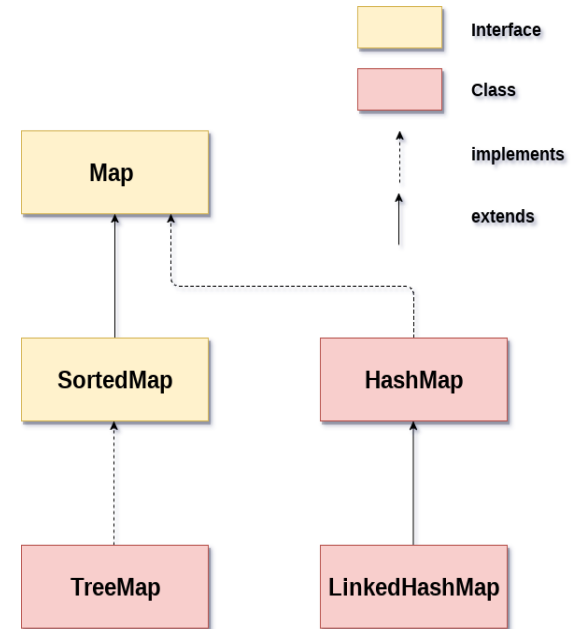 Interface
Class
implements
extends
Map
SortedMap
HashMap
TreeMap
LinkedHashMap